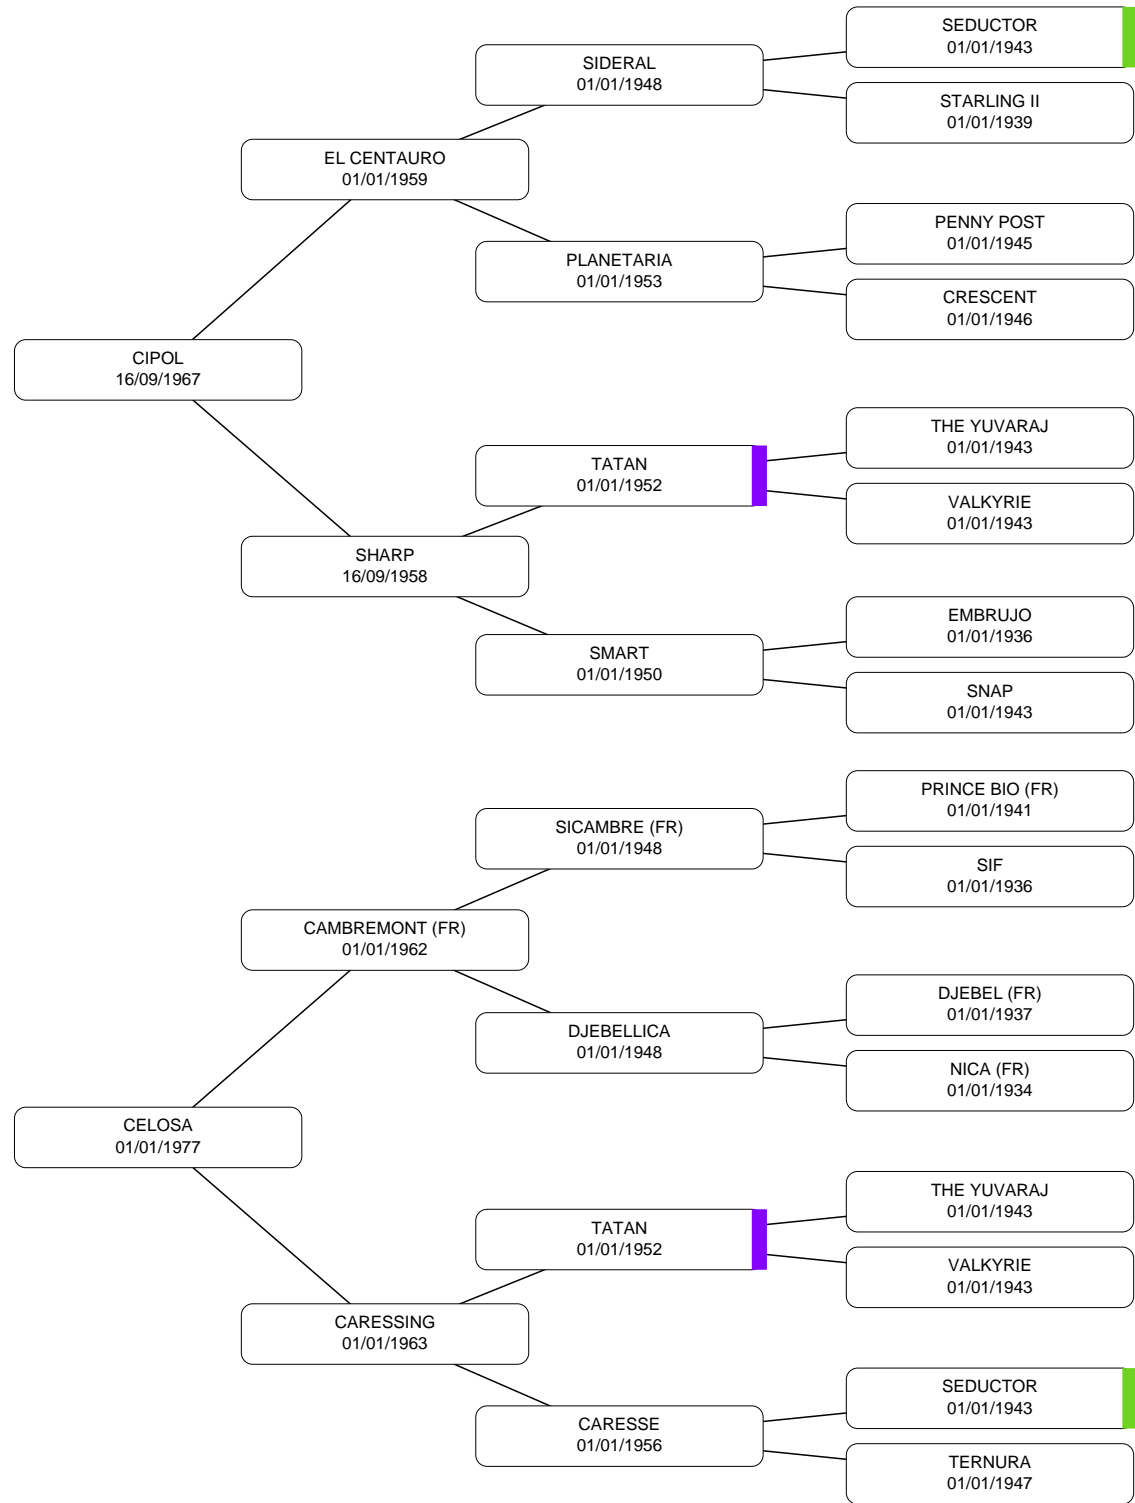 SEDUCTOR
01/01/1943
SIDERAL
01/01/1948
STARLING II
01/01/1939
EL CENTAURO
01/01/1959
PENNY POST
01/01/1945
PLANETARIA
01/01/1953
CRESCENT
01/01/1946
CIPOL
16/09/1967
THE YUVARAJ
01/01/1943
TATAN
01/01/1952
VALKYRIE
01/01/1943
SHARP
16/09/1958
EMBRUJO
01/01/1936
SMART
01/01/1950
SNAP
01/01/1943
PRINCE BIO (FR)
01/01/1941
SICAMBRE (FR)
01/01/1948
SIF
01/01/1936
CAMBREMONT (FR)
01/01/1962
DJEBEL (FR)
01/01/1937
DJEBELLICA
01/01/1948
NICA (FR)
01/01/1934
CELOSA
01/01/1977
THE YUVARAJ
01/01/1943
TATAN
01/01/1952
VALKYRIE
01/01/1943
CARESSING
01/01/1963
SEDUCTOR
01/01/1943
CARESSE
01/01/1956
TERNURA
01/01/1947